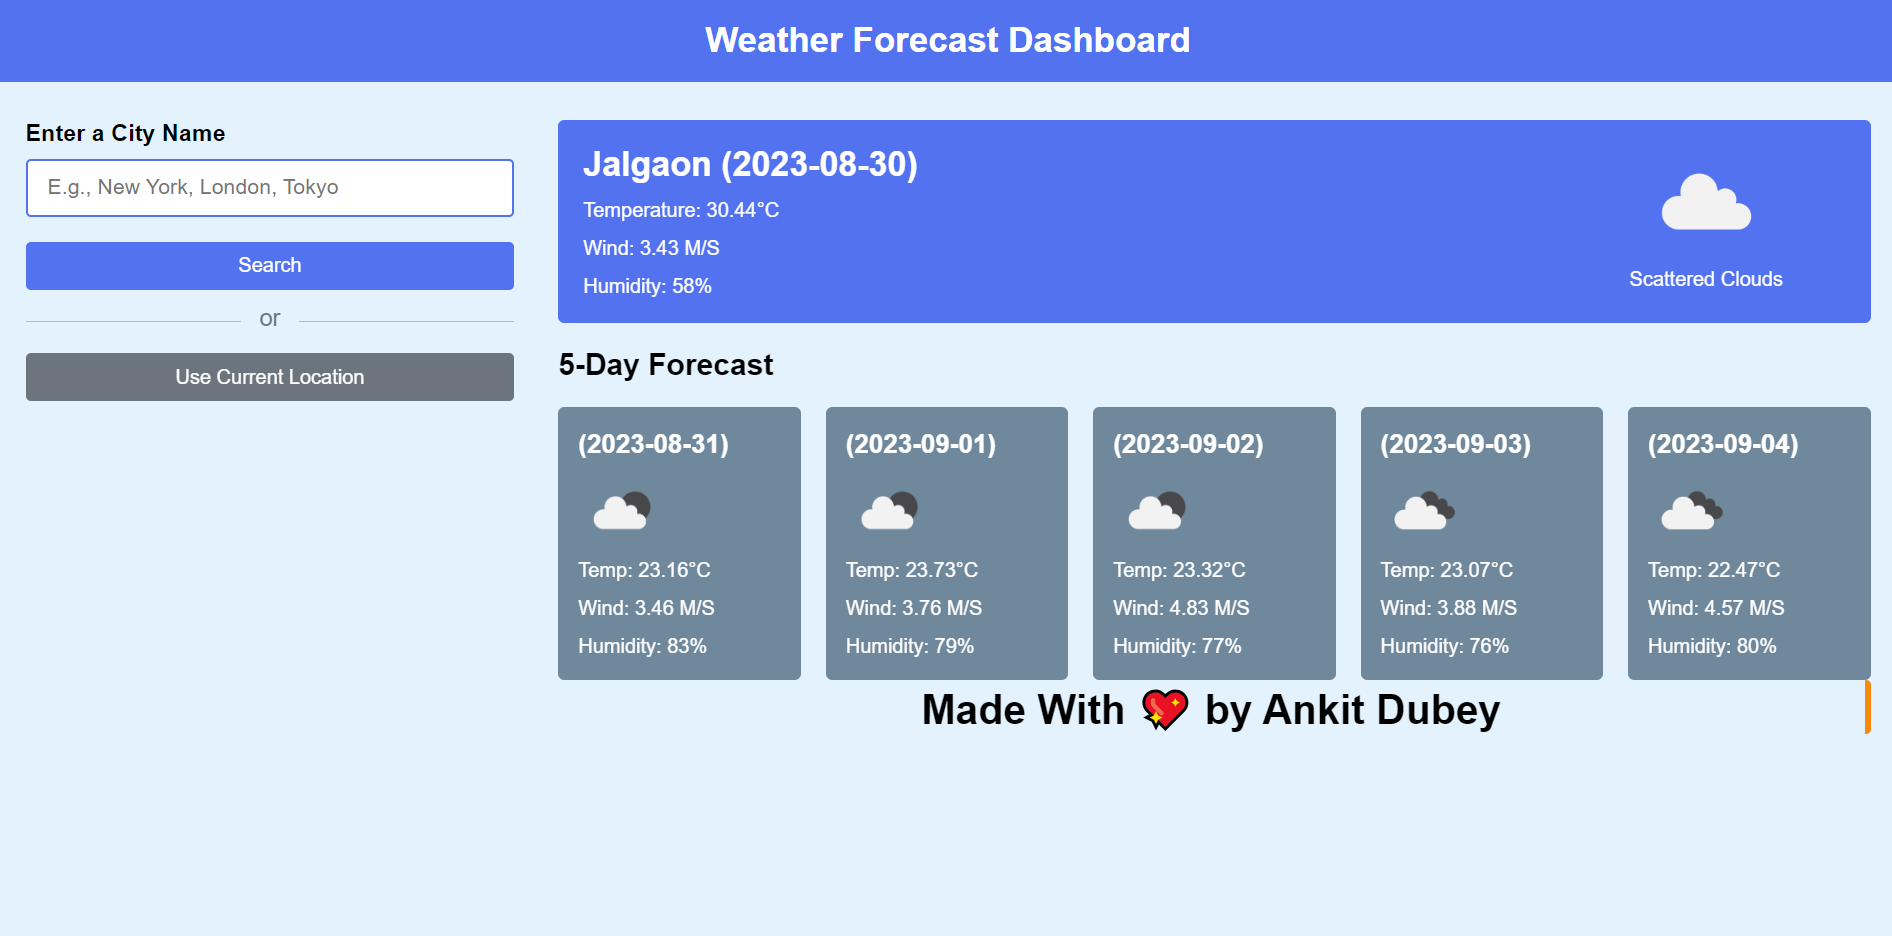 Weather Forecast Dashboard
Enter a City Name
E.g., New York, London, Tokyo
Search
or
Use Current Location
Jalgaon (2023-08-30)
Temperature: 30.44°C
Wind: 3.43 M/S
Humidity: 58%
Scattered Clouds
5-Day Forecast
(2023-08-31)
Temp: 23.16°C
Wind: 3.46 M/S
Humidity: 83%
(2023-09-01)
Temp: 23.73°C
Wind: 3.76 M/S
Humidity: 79%
(2023-09-02)
Temp: 23.32°C
Wind: 4.83 M/S
Humidity: 77%
(2023-09-03)
Temp: 23.07°C
Wind: 3.88 M/S
Humidity: 76%
(2023-09-04)
Temp: 22.47°C
Wind: 4.57 M/S
Humidity: 80%
Made With 💖 by Ankit Dubey